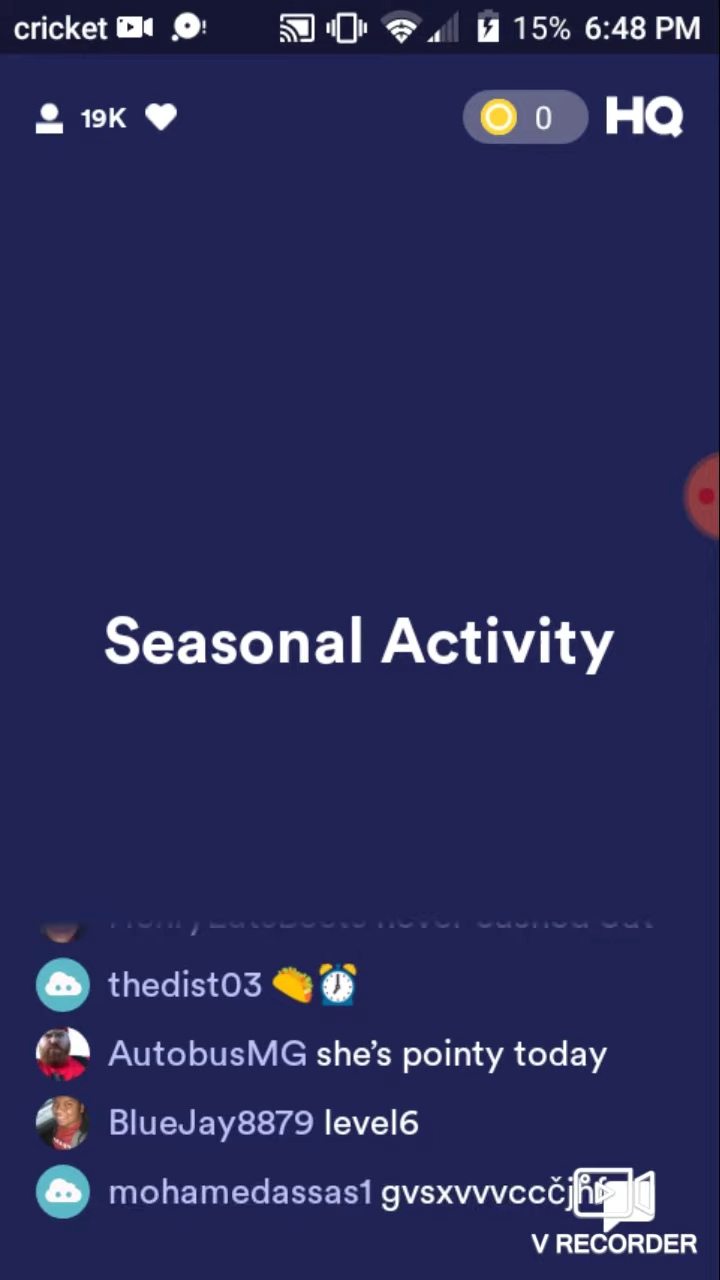 cricket 15% 6:48 PM
19K 0 HQ
Seasonal Activity
thedist03
AutobusMG she's pointy today
BlueJay8879 level6
mohamedassas1
V RECORDER